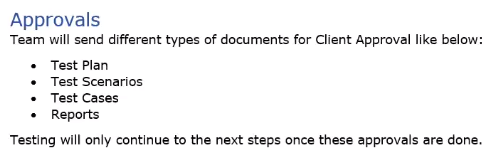 Approvals
Team will send different types of documents for Client Approval like below:
• Test Plan
• Test Scenarios
• Test Cases
• Reports
Testing will only continue to the next steps once these approvals are done.